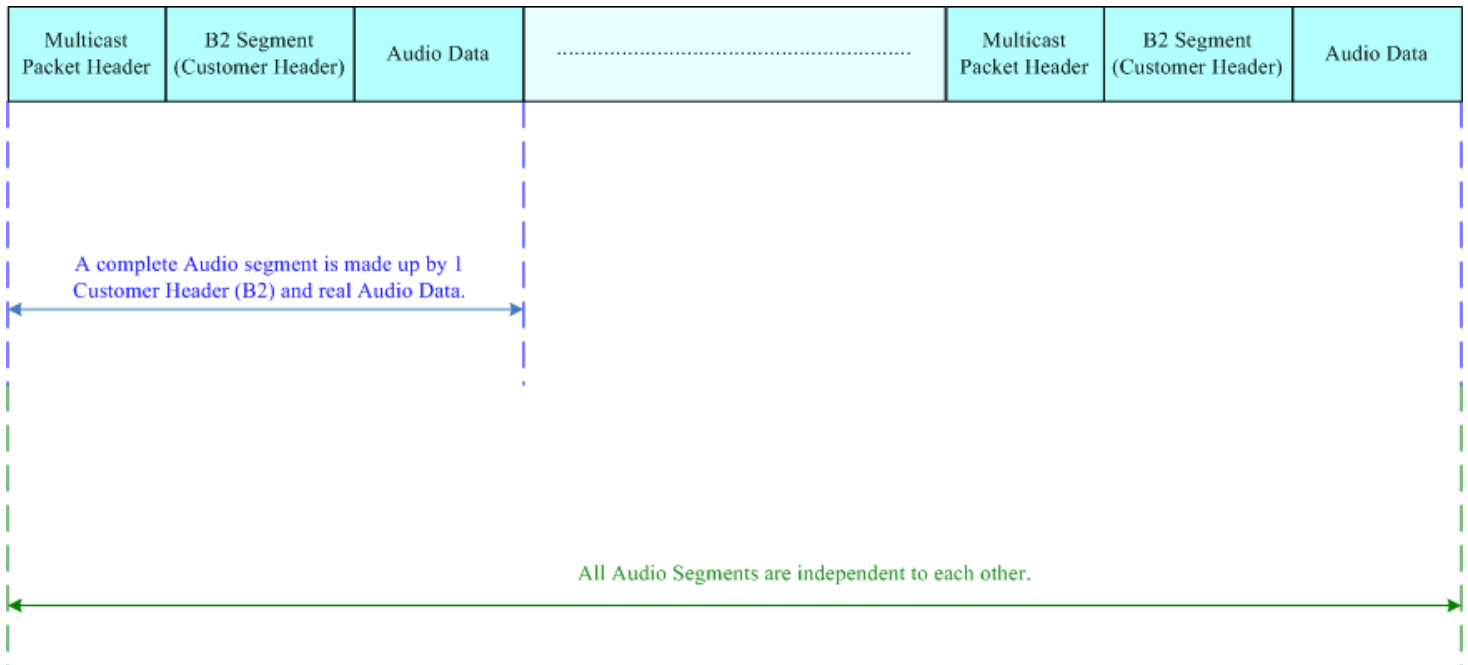 Multicast
Packet Header
B2 Segment
(Customer Header)
Audio Data
............................................................
Multicast
Packet Header
B2 Segment
(Customer Header)
Audio Data
A complete Audio segment is made up by 1
Customer Header (B2) and real Audio Data.
All Audio Segments are independent to each other.